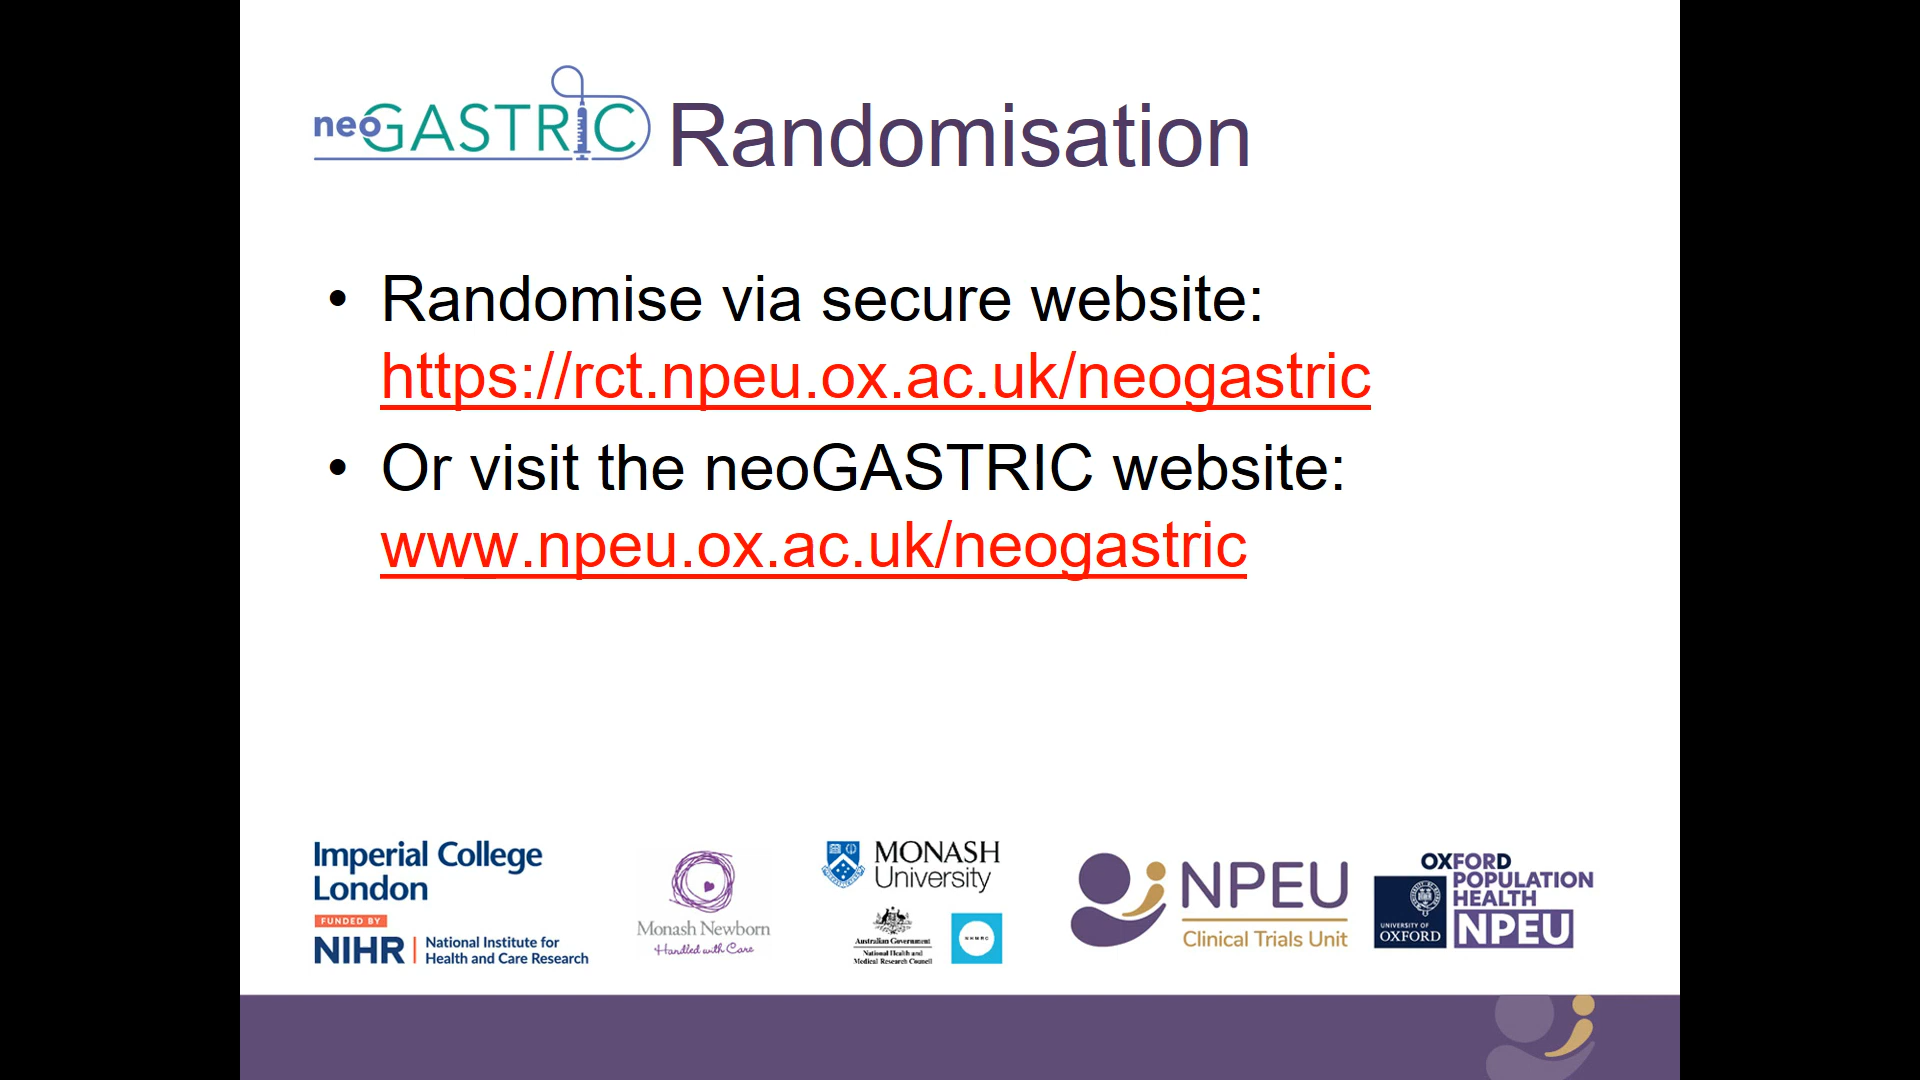 neoGASTRIC Randomisation
• Randomise via secure website:
https://rct.npeu.ox.ac.uk/neogastric
• Or visit the neoGASTRIC website:
www.npeu.ox.ac.uk/neogastric
Imperial College
London
FUNDED BY
NIHR | National Institute for
Health and Care Research
Monash Newborn
Handled with Care
MONASH
University
Australian Government
National Health and
Medical Research Council
NHMRC
NPEU
Clinical Trials Unit
UNIVERSITY OF
OXFORD
OXFORD
POPULATION
HEALTH
NPEU